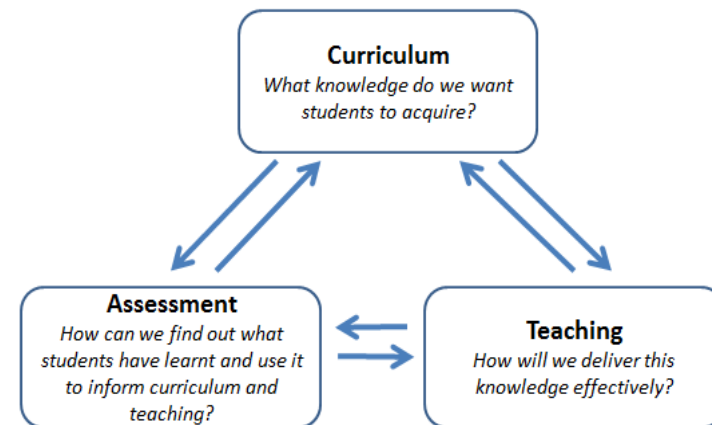 Curriculum
What knowledge do we want
students to acquire?
Assessment
How can we find out what
students have learnt and use it
to inform curriculum and
teaching?
Teaching
How will we deliver this
knowledge effectively?